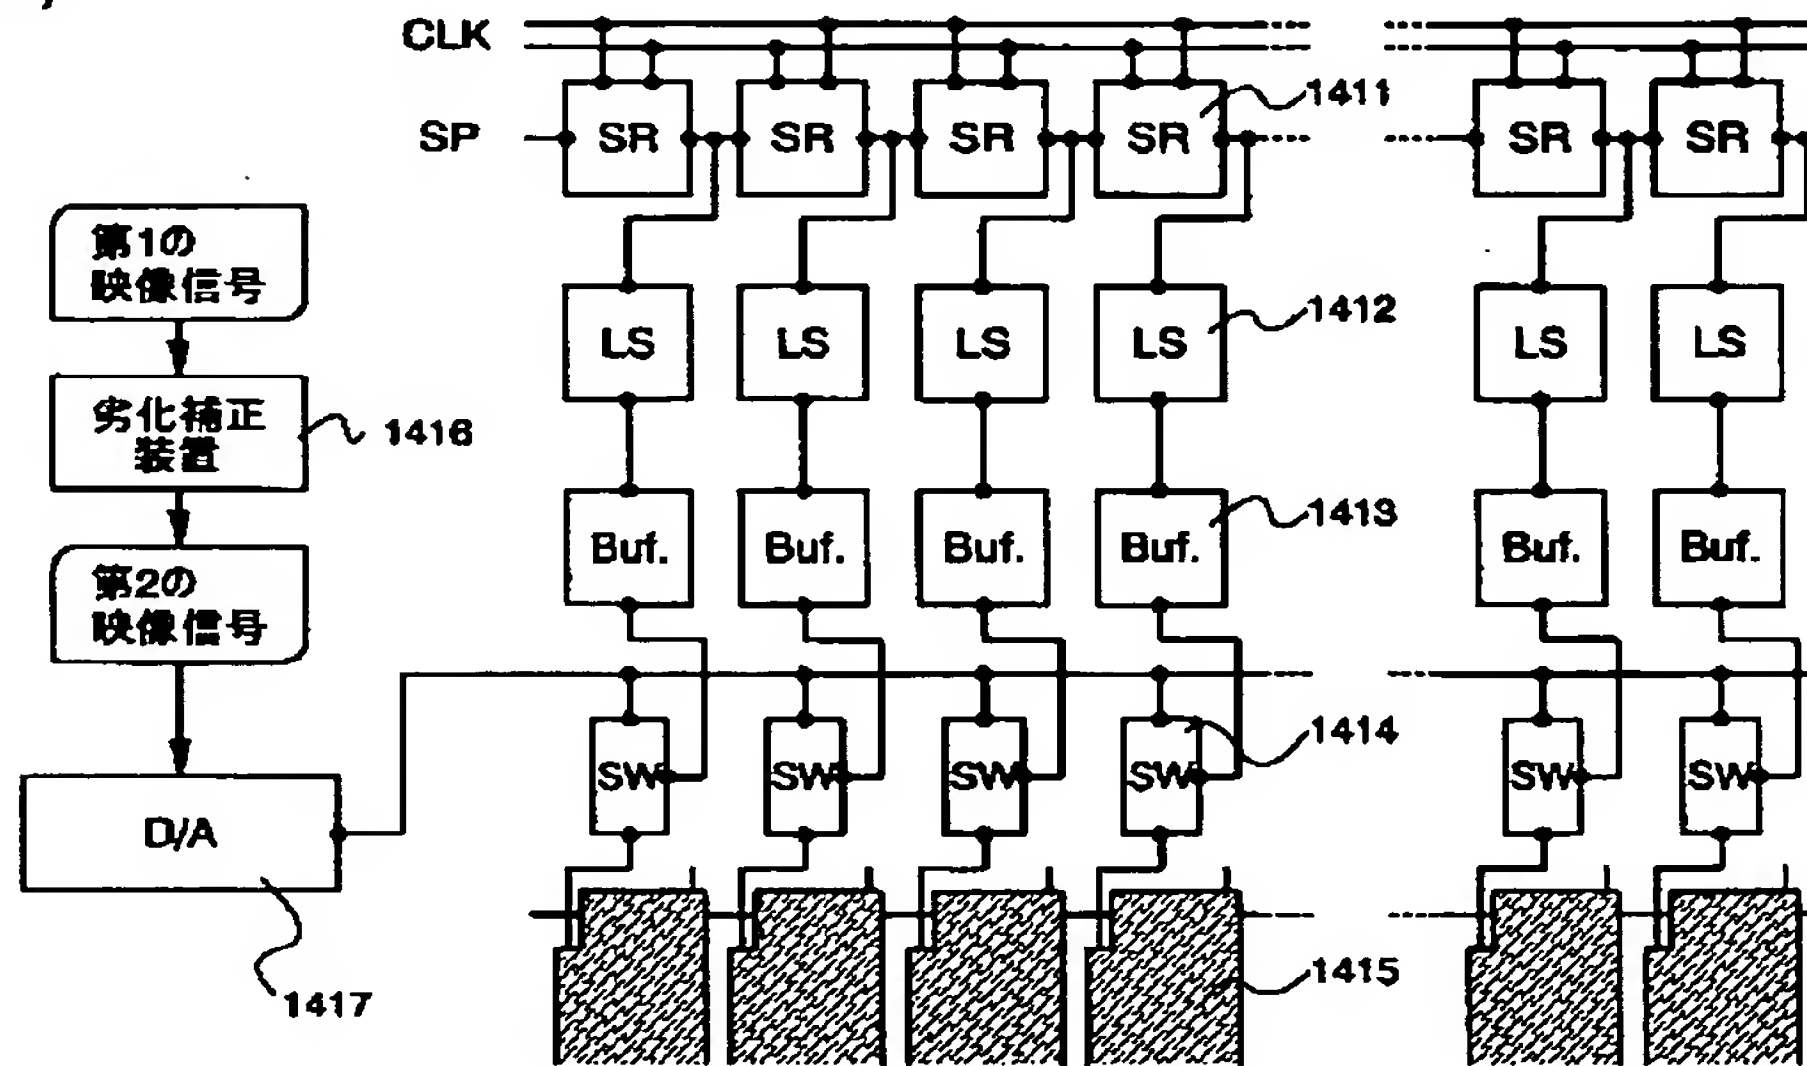 CLK
SP
SR SR SR SR SR SR
1411
第1の
映像信号
LS LS LS LS LS LS
1412
劣化補正
装置
1416
Buf. Buf. Buf. Buf. Buf. Buf.
1413
第2の
映像信号
SW SW SW SW SW SW
1414
D/A
1417
1415